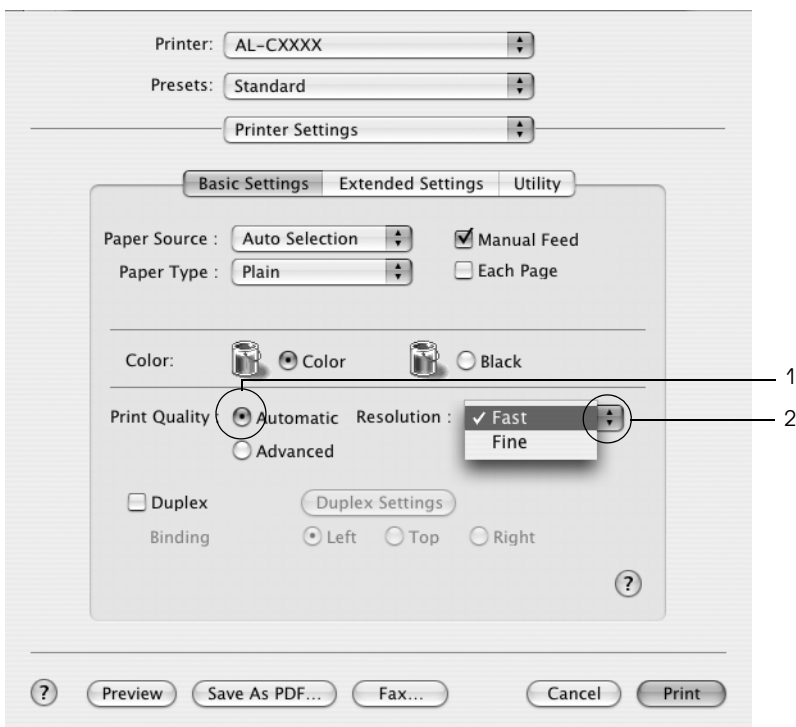 Printer: AL-CXXXX
Presets: Standard
Printer Settings
Basic Settings Extended Settings Utility
Paper Source : Auto Selection Manual Feed
Paper Type : Plain Each Page
Color: Color Black
1
Print Quality : Automatic Resolution : ✓ Fast 2
Fine
Advanced
Duplex Duplex Settings
Binding Left Top Right
?
? Preview Save As PDF... Fax... Cancel Print